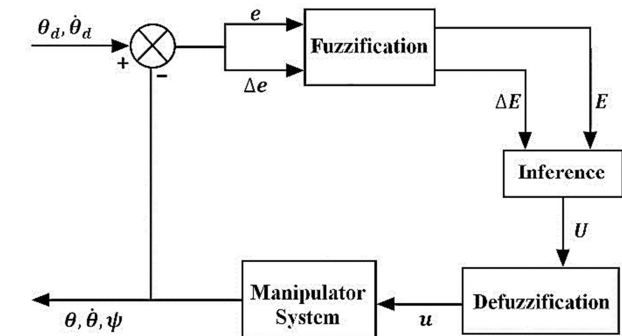 θ_d, θ̇_d
+
−
e
Δe
Fuzzification
ΔE
E
Inference
U
Defuzzification
u
Manipulator
System
θ, θ̇, ψ